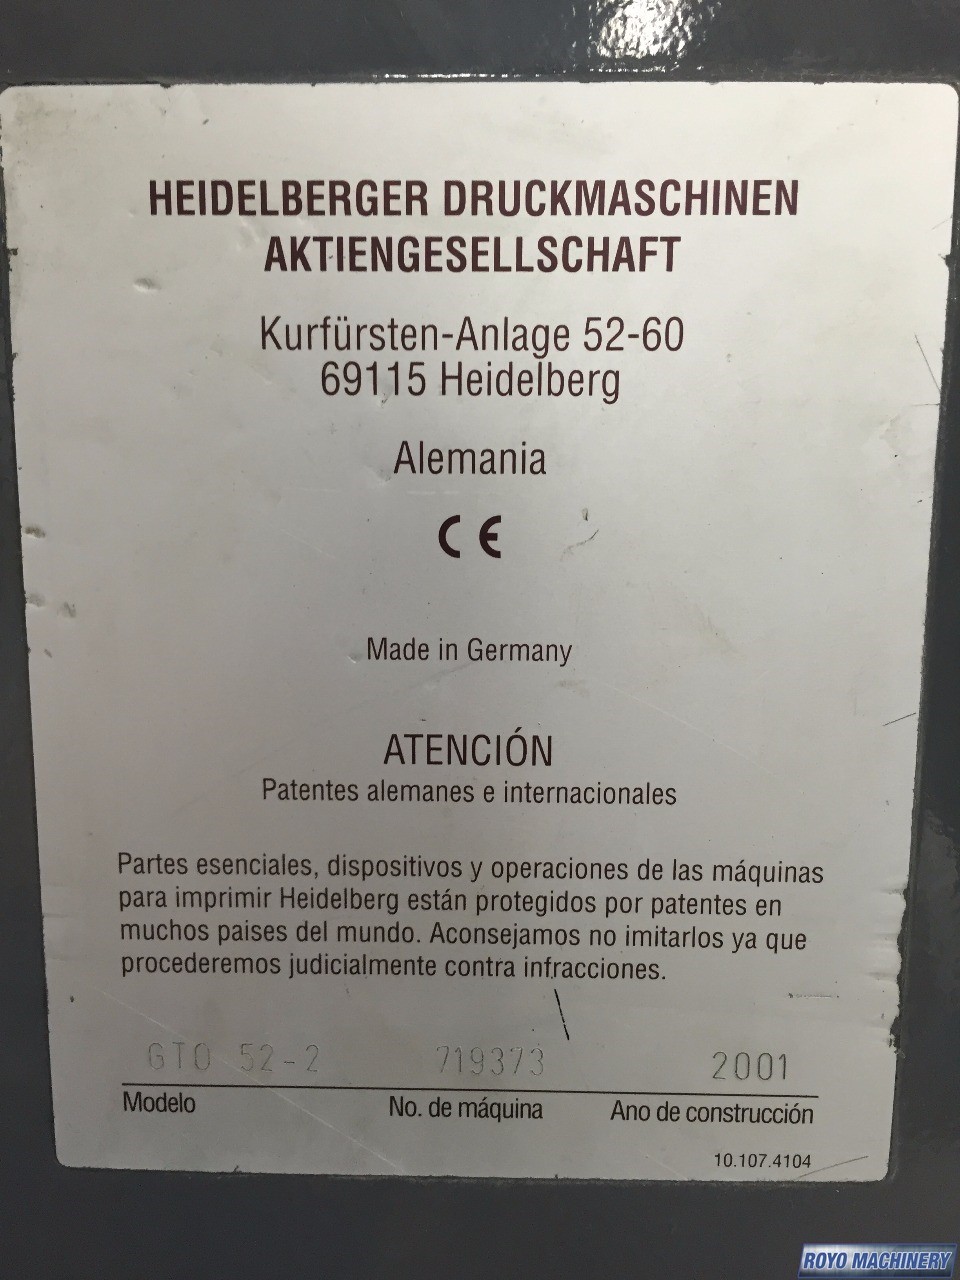 HEIDELBERGER DRUCKMASCHINEN
AKTIENGESELLSCHAFT
Kurfürsten-Anlage 52-60
69115 Heidelberg
Alemania
CE
Made in Germany
ATENCIÓN
Patentes alemanes e internacionales
Partes esenciales, dispositivos y operaciones de las máquinas
para imprimir Heidelberg están protegidos por patentes en
muchos paises del mundo. Aconsejamos no imitarlos ya que
procederemos judicialmente contra infracciones.
GTO 52-2 719373 2001
Modelo No. de máquina Ano de construcción
10.107.4104
ROYO MACHINERY